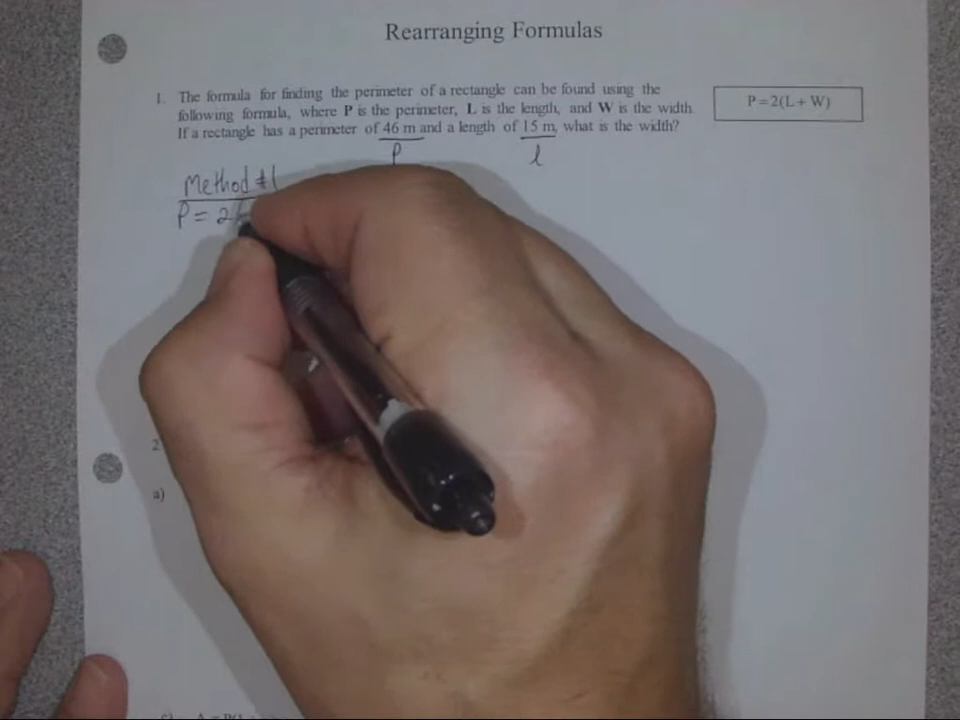 Rearranging Formulas
1. The formula for finding the perimeter of a rectangle can be found using the
following formula, where P is the perimeter, L is the length, and W is the width.
If a rectangle has a perimeter of 46 m and a length of 15 m, what is the width?
P=2(L+W)
P l
Method #1
P = 2
2
a)